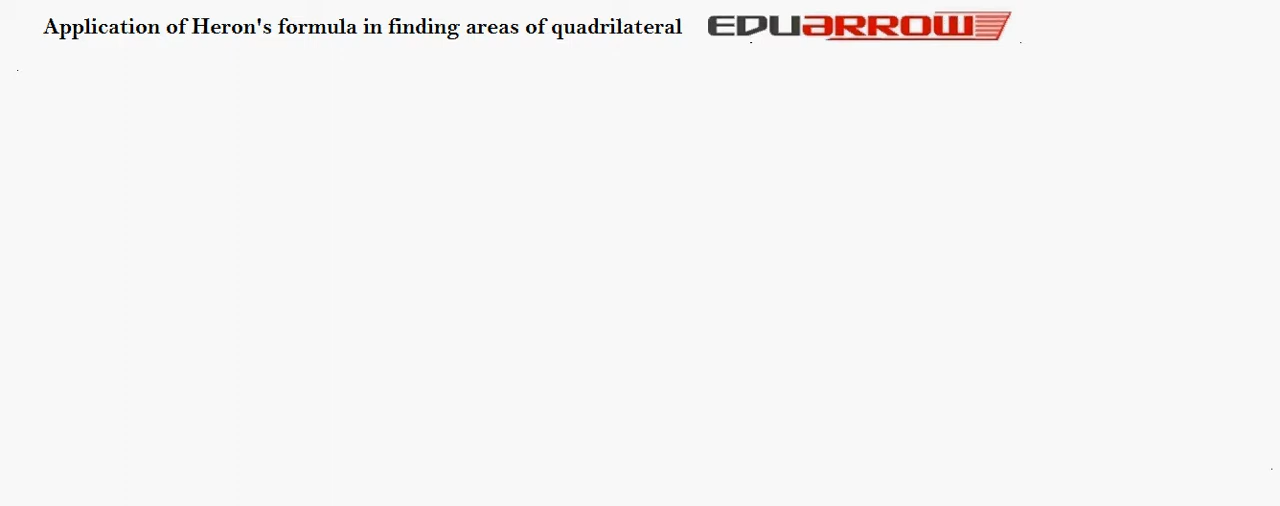 Application of Heron's formula in finding areas of quadrilateral EDUARROW